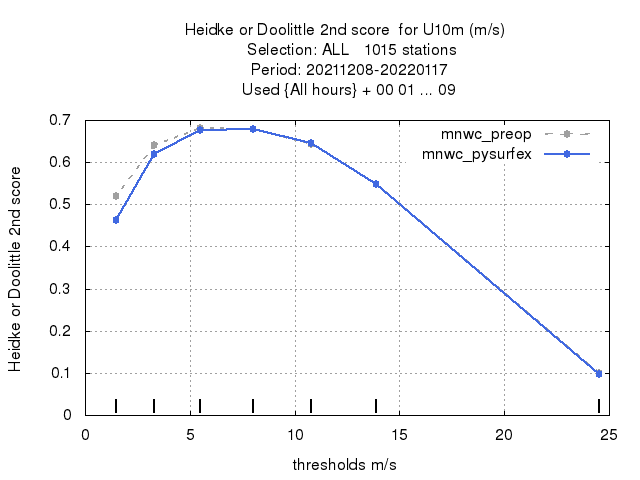 Heidke or Doolittle 2nd score  for U10m (m/s)
Selection: ALL   1015 stations
Period: 20211208-20220117
Used {All hours} + 00 01 ... 09
mnwc_preop
mnwc_pysurfex
Heidke or Doolittle 2nd score
0.7
0.6
0.5
0.4
0.3
0.2
0.1
0
0 5 10 15 20 25
thresholds m/s